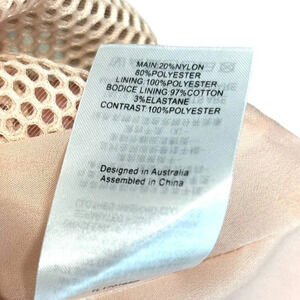 MAIN:20%NYLON
80%POLYESTER
LINING:100%POLYESTER
BODICE LINING 97%COTTON
3%ELASTANE
CONTRAST:100%POLYESTER
Designed in Australia
Assembled in China